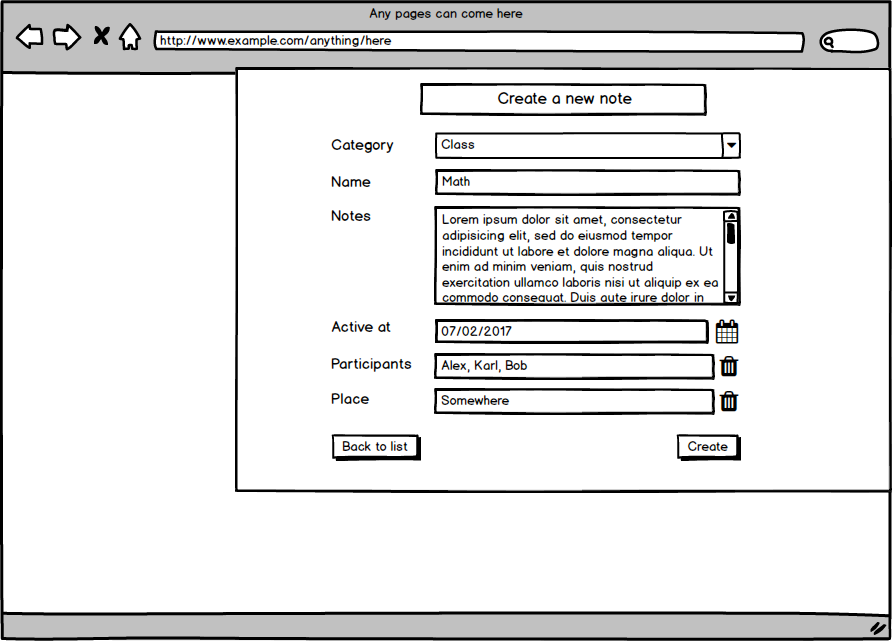 Any pages can come here
http://www.example.com/anything/here
Create a new note
Category
Class
Name
Math
Notes
Lorem ipsum dolor sit amet, consectetur
adipisicing elit, sed do eiusmod tempor
incididunt ut labore et dolore magna aliqua. Ut
enim ad minim veniam, quis nostrud
exercitation ullamco laboris nisi ut aliquip ex ea
commodo consequat. Duis aute irure dolor in
Active at
07/02/2017
Participants
Alex, Karl, Bob
Place
Somewhere
Back to list
Create